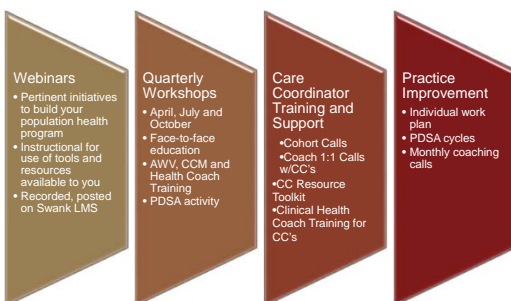 Webinars
• Pertinent initiatives
to build your
population health
program
• Instructional for
use of tools and
resources
available to you
• Recorded, posted
on Swank LMS
Quarterly
Workshops
• April, July and
October
• Face-to-face
education
• AWV, CCM and
Health Coach
Training
• PDSA activity
Care
Coordinator
Training and
Support
•Cohort Calls
•Coach 1:1 Calls
w/CC's
•CC Resource
Toolkit
•Clinical Health
Coach Training for
CC's
Practice
Improvement
• Individual work
plan
• PDSA cycles
• Monthly coaching
calls